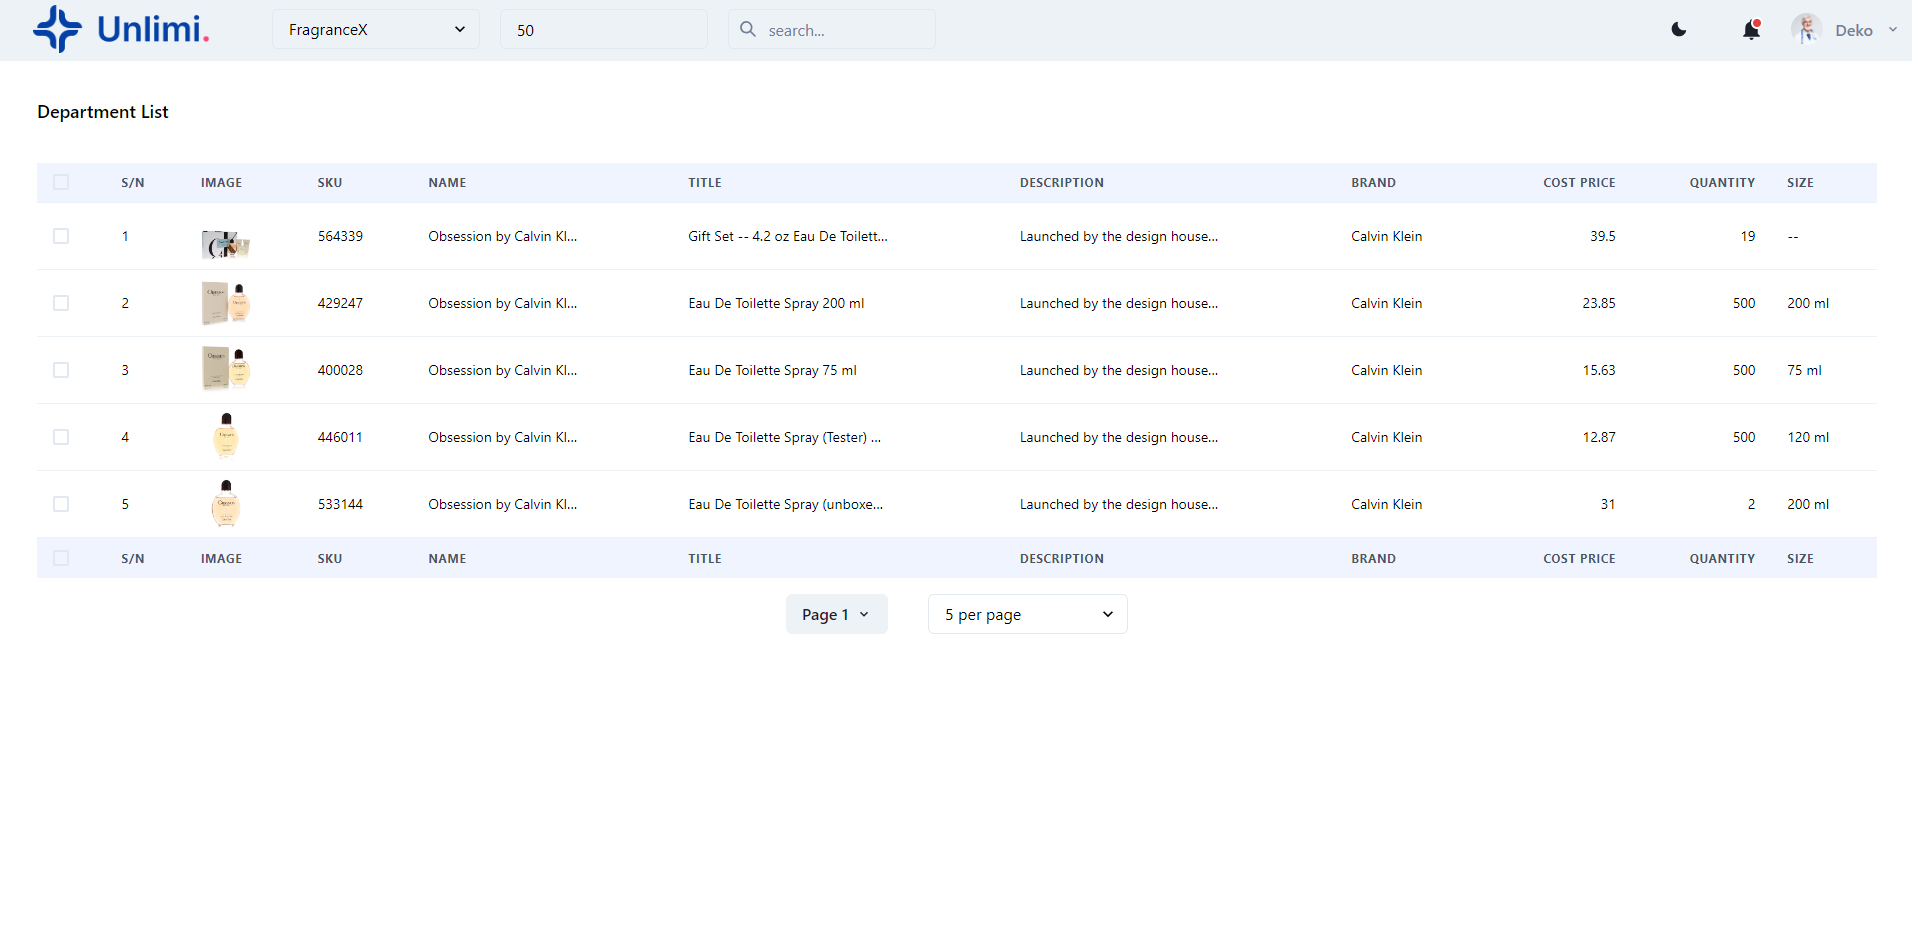 Unlimi.
FragranceX
50
search...
Deko
Department List
S/N IMAGE SKU NAME TITLE DESCRIPTION BRAND COST PRICE QUANTITY SIZE
1 564339 Obsession by Calvin Kl... Gift Set -- 4.2 oz Eau De Toilett... Launched by the design house... Calvin Klein 39.5 19 --
2 429247 Obsession by Calvin Kl... Eau De Toilette Spray 200 ml Launched by the design house... Calvin Klein 23.85 500 200 ml
3 400028 Obsession by Calvin Kl... Eau De Toilette Spray 75 ml Launched by the design house... Calvin Klein 15.63 500 75 ml
4 446011 Obsession by Calvin Kl... Eau De Toilette Spray (Tester) ... Launched by the design house... Calvin Klein 12.87 500 120 ml
5 533144 Obsession by Calvin Kl... Eau De Toilette Spray (unboxe... Launched by the design house... Calvin Klein 31 2 200 ml
S/N IMAGE SKU NAME TITLE DESCRIPTION BRAND COST PRICE QUANTITY SIZE
Page 1
5 per page